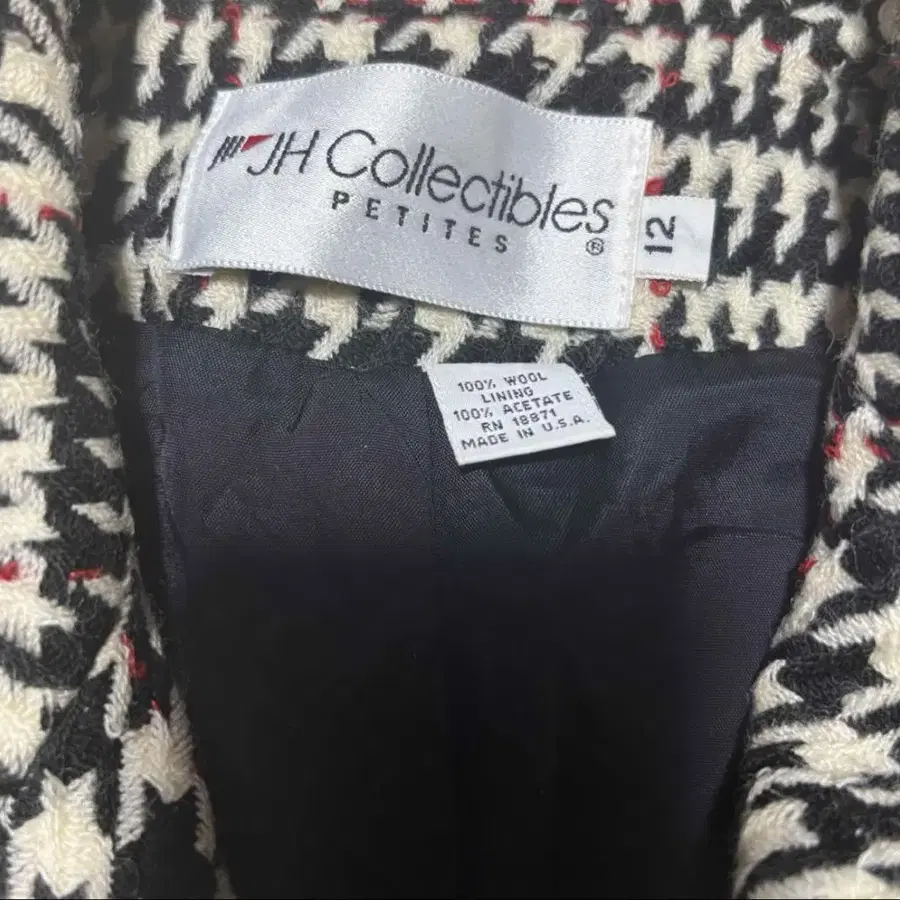 JH Collectibles
PETITES
®
12
100% WOOL
LINING
100% ACETATE
RN 18871
MADE IN U.S.A.